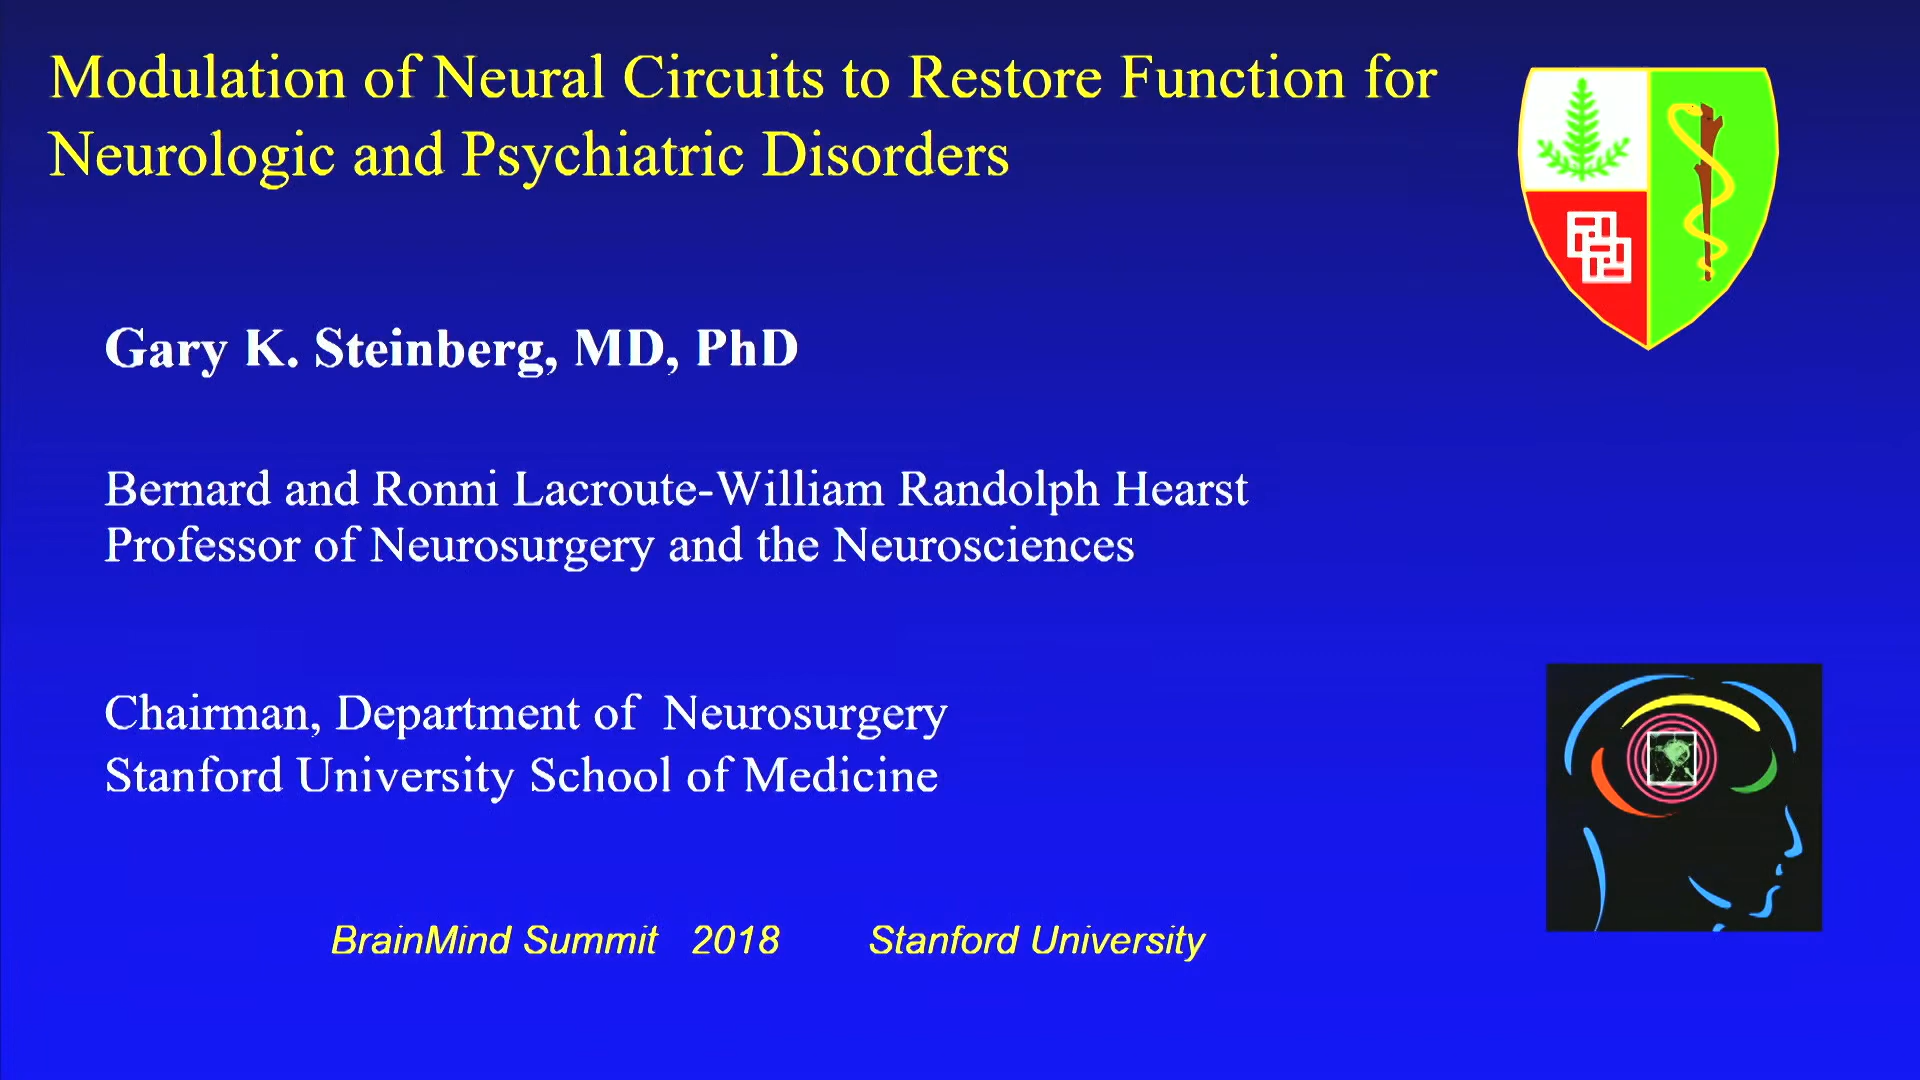 Modulation of Neural Circuits to Restore Function for
Neurologic and Psychiatric Disorders
Gary K. Steinberg, MD, PhD
Bernard and Ronni Lacroute-William Randolph Hearst
Professor of Neurosurgery and the Neurosciences
Chairman, Department of  Neurosurgery
Stanford University School of Medicine
BrainMind Summit   2018        Stanford University